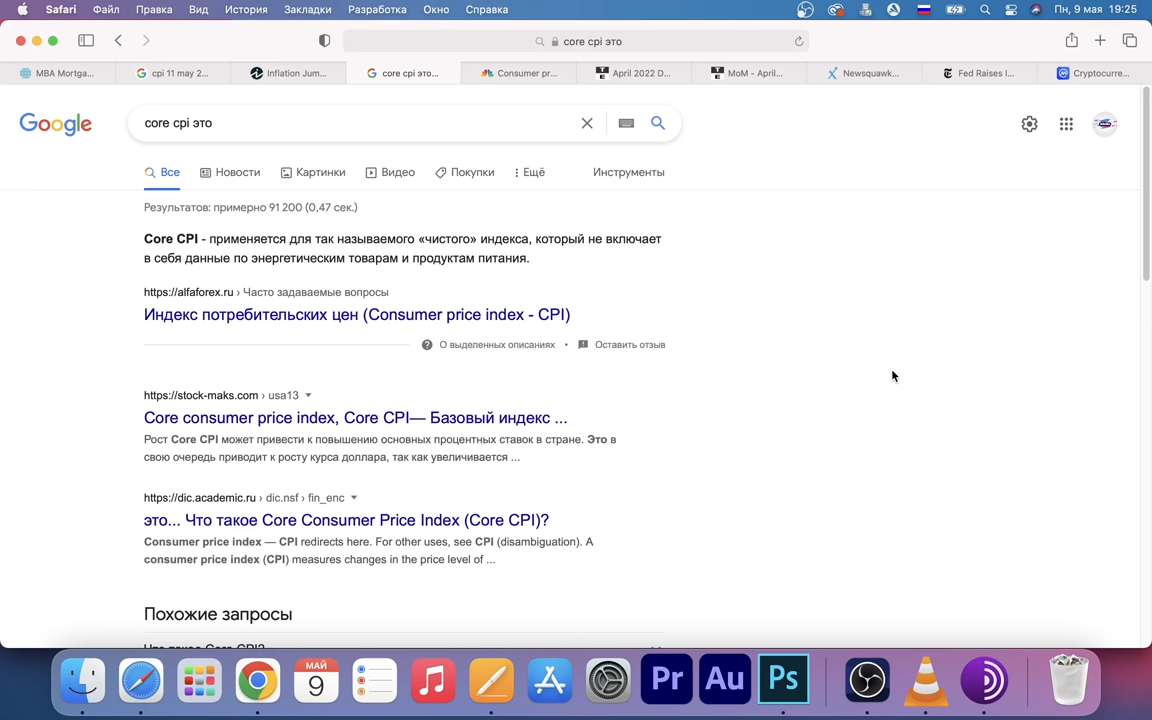 Safari Файл Правка Вид История Закладки Разработка Окно Справка Пн, 9 мая 19:25
core cpi это
MBA Mortga... cpi 11 may 2... Inflation Jum... core cpi это... Consumer pr... April 2022 D... MoM - April... Newsquawk... Fed Raises I... Cryptocurre...
Google core cpi это
Все Новости Картинки Видео Покупки Ещё Инструменты
Результатов: примерно 91 200 (0,47 сек.)
Core CPI - применяется для так называемого «чистого» индекса, который не включает
в себя данные по энергетическим товарам и продуктам питания.
https://alfaforex.ru › Часто задаваемые вопросы
Индекс потребительских цен (Consumer price index - CPI)
О выделенных описаниях • Оставить отзыв
https://stock-maks.com › usa13
Core consumer price index, Core CPI— Базовый индекс ...
Рост Core CPI может привести к повышению основных процентных ставок в стране. Это в
свою очередь приводит к росту курса доллара, так как увеличивается ...
https://dic.academic.ru › dic.nsf › fin_enc
это... Что такое Core Consumer Price Index (Core CPI)?
Consumer price index — CPI redirects here. For other uses, see CPI (disambiguation). A
consumer price index (CPI) measures changes in the price level of ...
Похожие запросы
Что такое Core CPI?
МАЙ
9
Pr Au Ps